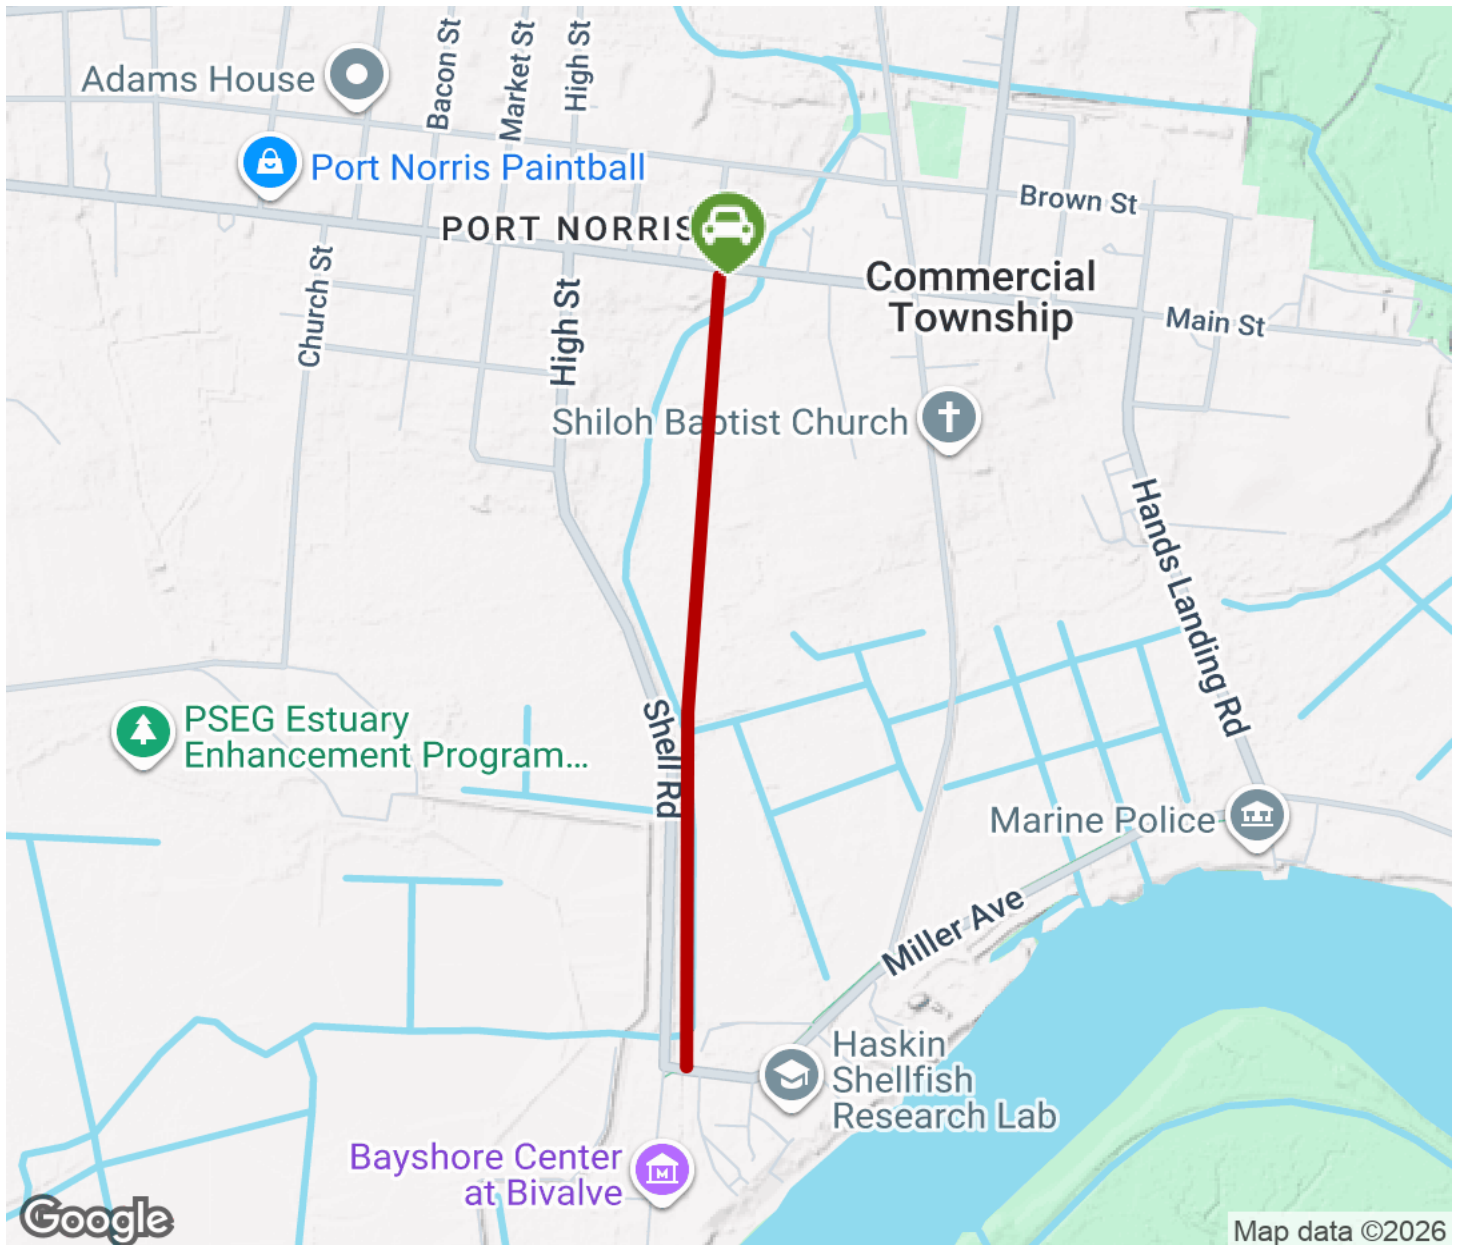 Bacon St
Market St
High St
Adams House
Port Norris Paintball
Brown St
PORT NORRIS
Church St
High St
Commercial
Township
Main St
Shiloh Baptist Church
Hands Landing Rd
PSEG Estuary
Enhancement Program...
Shell Rd
Marine Police
Miller Ave
Haskin
Shellfish
Research Lab
Bayshore Center
at Bivalve
M
Google
Map data ©2026